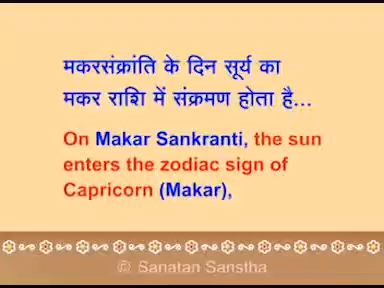 मकरसंक्रांति के दिन सूर्य का
मकर राशि में संक्रमण होता है...
On Makar Sankranti, the sun
enters the zodiac sign of
Capricorn (Makar),
© Sanatan Sanstha